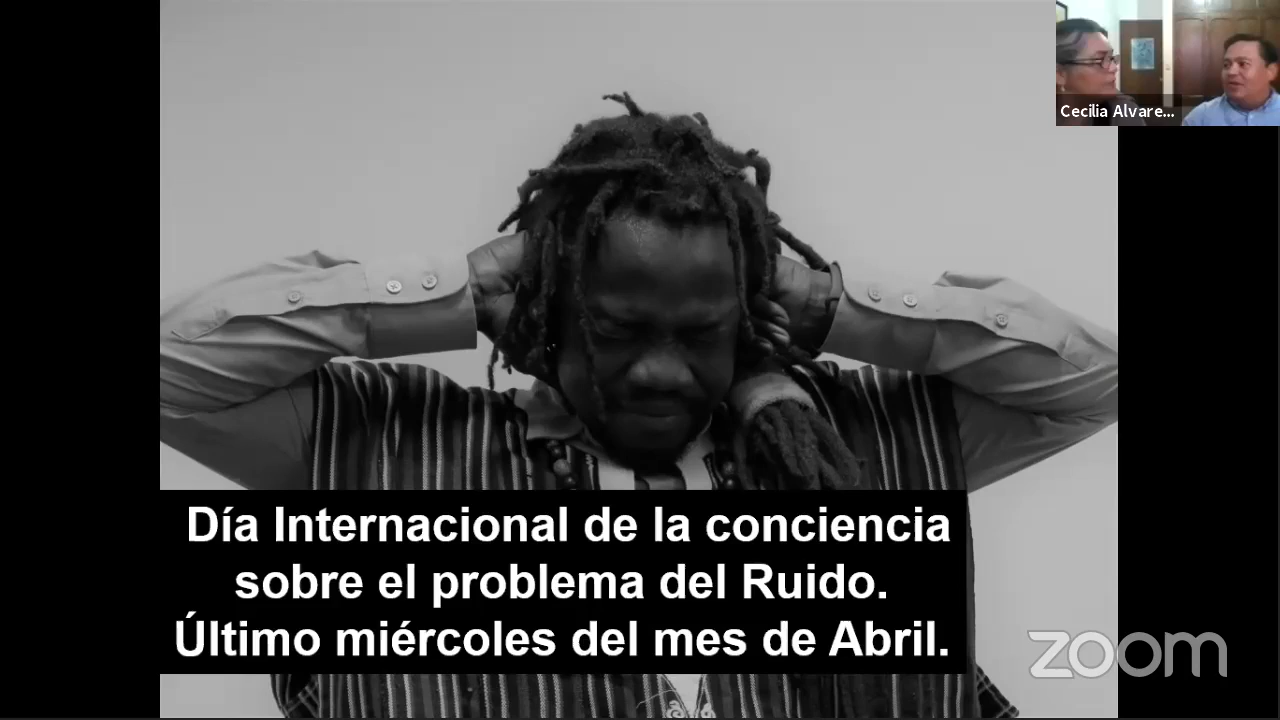 Cecilia Alvare...
Día Internacional de la conciencia
sobre el problema del Ruido.
Último miércoles del mes de Abril.
zoom